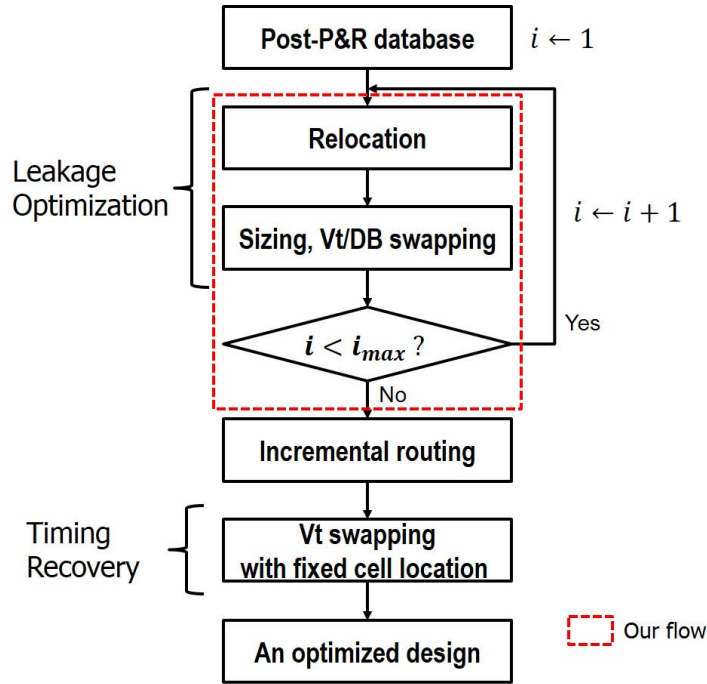 Post-P&R database
i ← 1
Relocation
Leakage
Optimization
Sizing, Vt/DB swapping
i ← i + 1
Yes
i < i_max ?
No
Incremental routing
Timing
Recovery
Vt swapping
with fixed cell location
An optimized design
Our flow